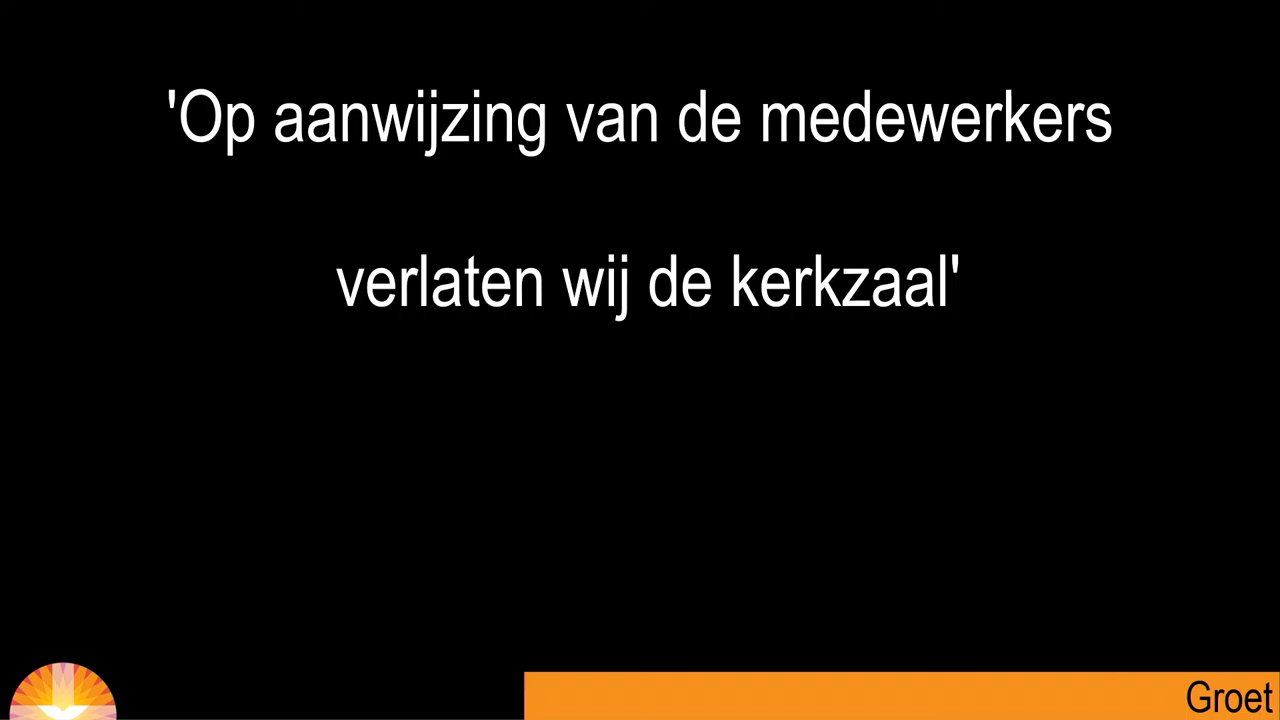 'Op aanwijzing van de medewerkers
verlaten wij de kerkzaal'
Groet